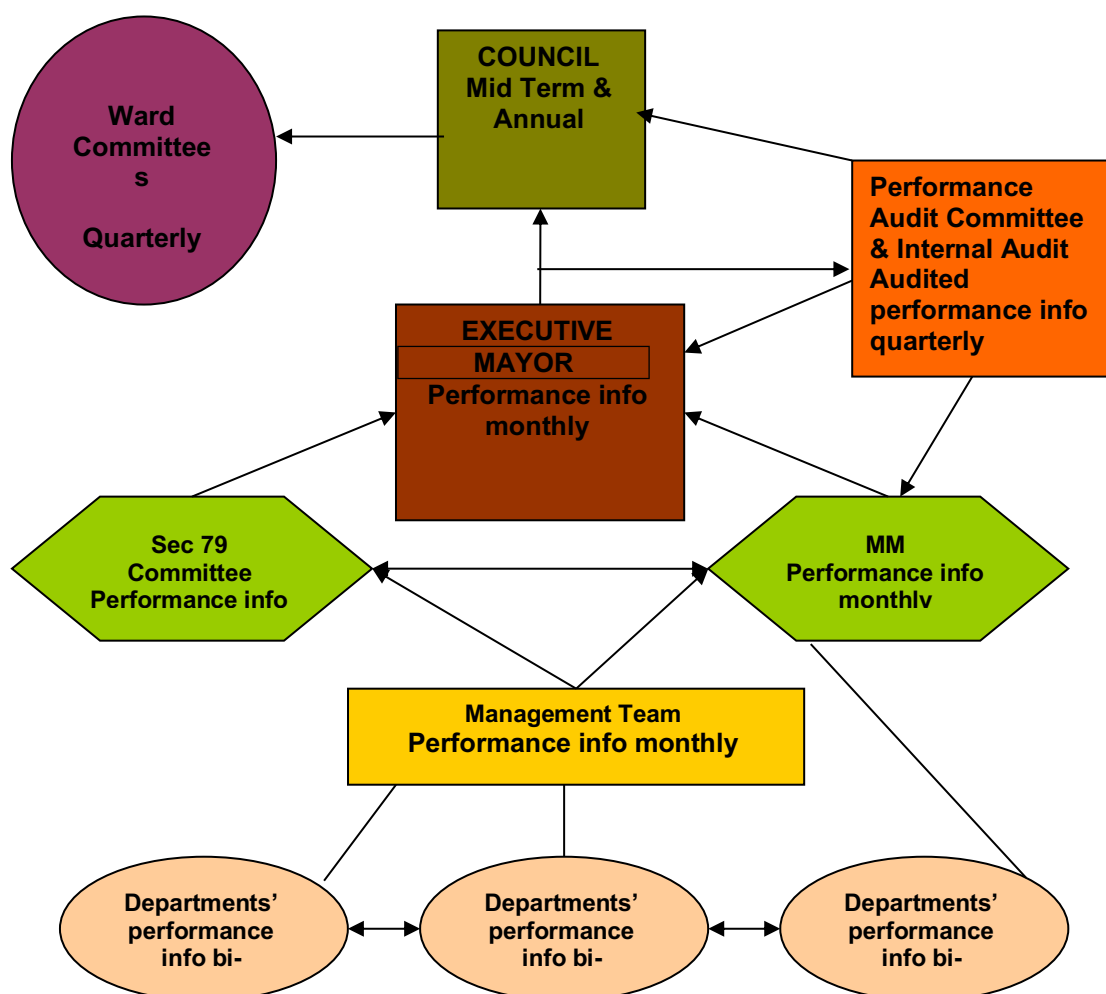 COUNCIL
Mid Term &
Annual
Ward
Committee
s
Quarterly
Performance
Audit Committee
& Internal Audit
Audited
performance info
quarterly
EXECUTIVE
MAYOR
Performance info
monthly
Sec 79
Committee
Performance info
MM
Performance info
monthly
Management Team
Performance info monthly
Departments’
performance
info bi-
Departments’
performance
info bi-
Departments’
performance
info bi-